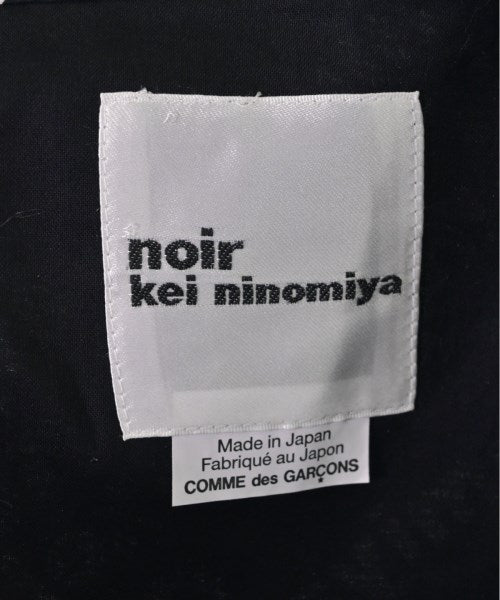 noir
kei ninomiya
Made in Japan
Fabriqué au Japon
COMME des GARÇONS